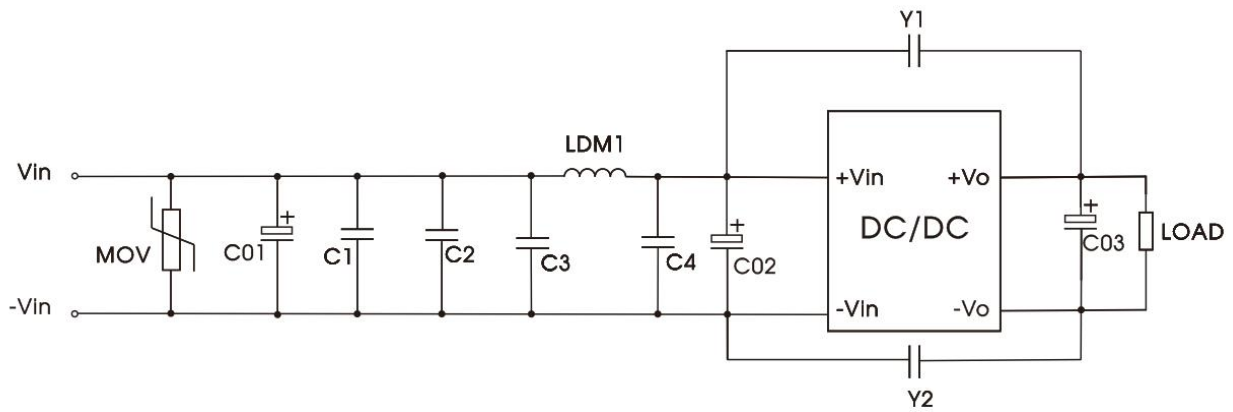 Y1
LDM1
Vin
+Vin
+Vo
+
+
+
MOV
C01
C1
C2
C3
C4
C02
DC/DC
C03
LOAD
-Vin
-Vin
-Vo
Y2